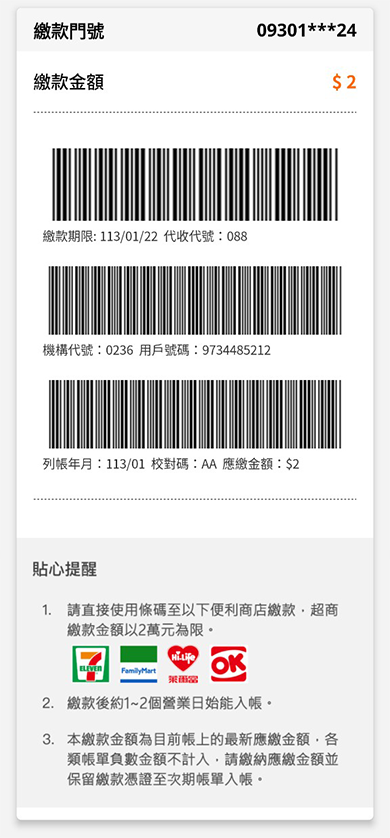 繳款門號 09301***24
繳款金額 $ 2
繳款期限: 113/01/22 代收代號：088
機構代號：0236 用戶號碼：9734485212
列帳年月：113/01 校對碼：AA 應繳金額：$2
貼心提醒
1. 請直接使用條碼至以下便利商店繳款，超商
繳款金額以2萬元為限。
7 ELEVEN FamilyMart Hi-Life 萊爾富 OK
2. 繳款後約1~2個營業日始能入帳。
3. 本繳款金額為目前帳上的最新應繳金額，各
類帳單負數金額不計入，請繳納應繳金額並
保留繳款憑證至次期帳單入帳。